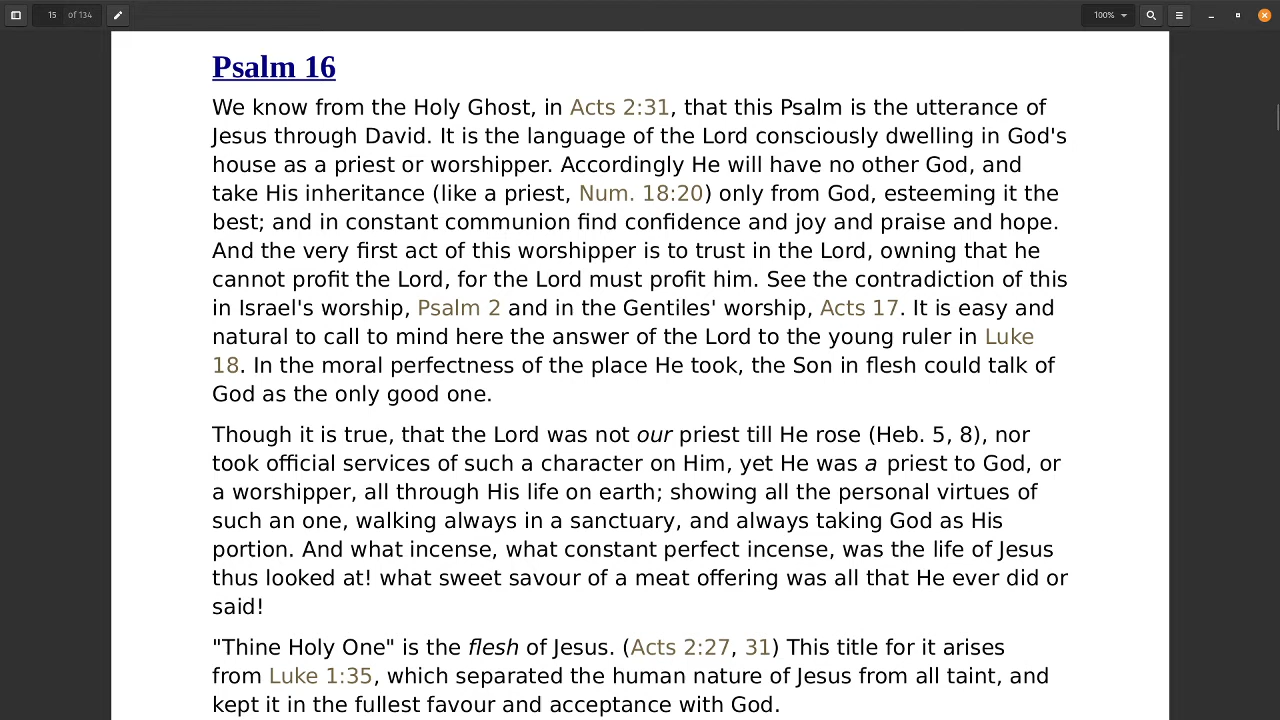 15 of 134
100%
Psalm 16
We know from the Holy Ghost, in Acts 2:31, that this Psalm is the utterance of
Jesus through David. It is the language of the Lord consciously dwelling in God's
house as a priest or worshipper. Accordingly He will have no other God, and
take His inheritance (like a priest, Num. 18:20) only from God, esteeming it the
best; and in constant communion find confidence and joy and praise and hope.
And the very first act of this worshipper is to trust in the Lord, owning that he
cannot profit the Lord, for the Lord must profit him. See the contradiction of this
in Israel's worship, Psalm 2 and in the Gentiles' worship, Acts 17. It is easy and
natural to call to mind here the answer of the Lord to the young ruler in Luke
18. In the moral perfectness of the place He took, the Son in flesh could talk of
God as the only good one.
Though it is true, that the Lord was not our priest till He rose (Heb. 5, 8), nor
took official services of such a character on Him, yet He was a priest to God, or
a worshipper, all through His life on earth; showing all the personal virtues of
such an one, walking always in a sanctuary, and always taking God as His
portion. And what incense, what constant perfect incense, was the life of Jesus
thus looked at! what sweet savour of a meat offering was all that He ever did or
said!
"Thine Holy One" is the flesh of Jesus. (Acts 2:27, 31) This title for it arises
from Luke 1:35, which separated the human nature of Jesus from all taint, and
kept it in the fullest favour and acceptance with God.